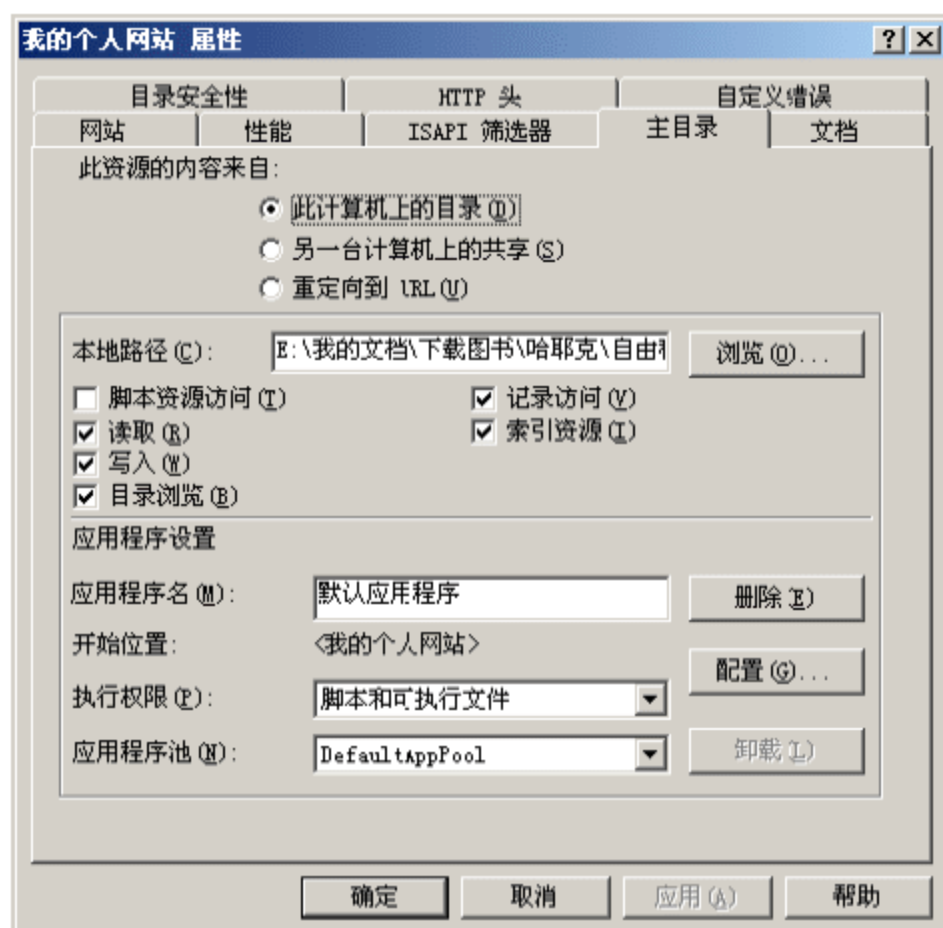 我的个人网站 属性
目录安全性 HTTP 头 自定义错误
网站 性能 ISAPI 筛选器 主目录 文档
此资源的内容来自:
此计算机上的目录(D)
另一台计算机上的共享(S)
重定向到 URL(U)
本地路径(C): E:\我的文档\下载图书\哈耶克\自由 浏览(O)...
脚本资源访问(T) 记录访问(V)
读取(R) 索引资源(I)
写入(W)
目录浏览(B)
应用程序设置
应用程序名(M): 默认应用程序 删除(E)
开始位置: <我的个人网站>
配置(G)...
执行权限(P): 脚本和可执行文件
应用程序池(N): DefaultAppPool 卸载(L)
确定 取消 应用(A) 帮助